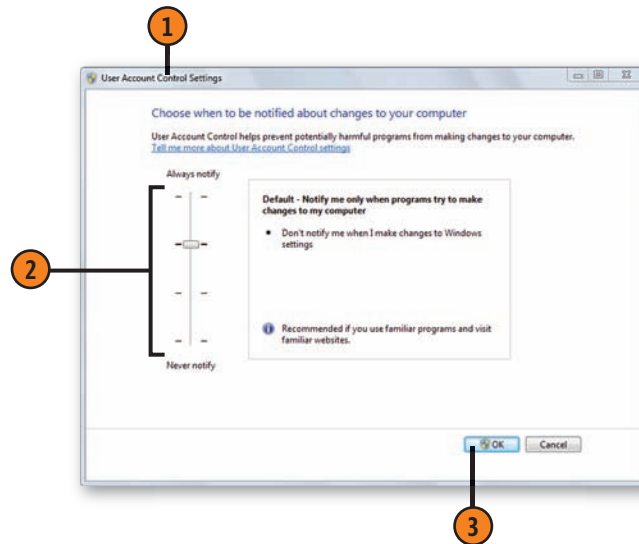 1
User Account Control Settings
Choose when to be notified about changes to your computer
User Account Control helps prevent potentially harmful programs from making changes to your computer.
Tell me more about User Account Control settings
Always notify
Default - Notify me only when programs try to make
changes to my computer
• Don't notify me when I make changes to Windows
settings
2
Recommended if you use familiar programs and visit
familiar websites.
Never notify
OK Cancel
3